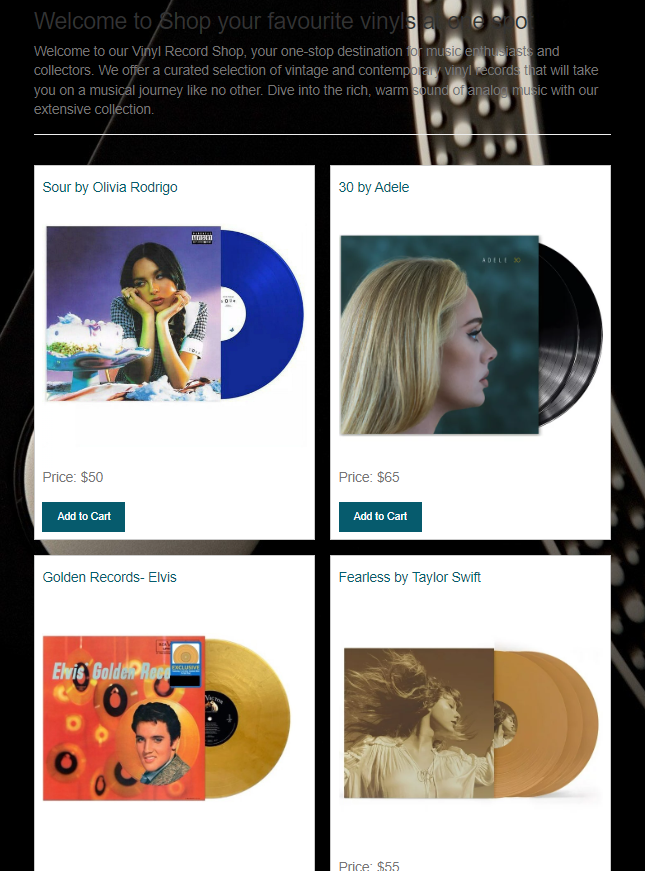 Welcome to Shop your favourite vinyls at one spot
Welcome to our Vinyl Record Shop, your one-stop destination for music enthusiasts and
collectors. We offer a curated selection of vintage and contemporary vinyl records that will take
you on a musical journey like no other. Dive into the rich, warm sound of analog music with our
extensive collection.
Sour by Olivia Rodrigo
30 by Adele
ADELE 30
Price: $50
Price: $65
Add to Cart
Add to Cart
Golden Records- Elvis
Fearless by Taylor Swift
Elvis' Golden Reco
EXCLUSIVE
Price: $55